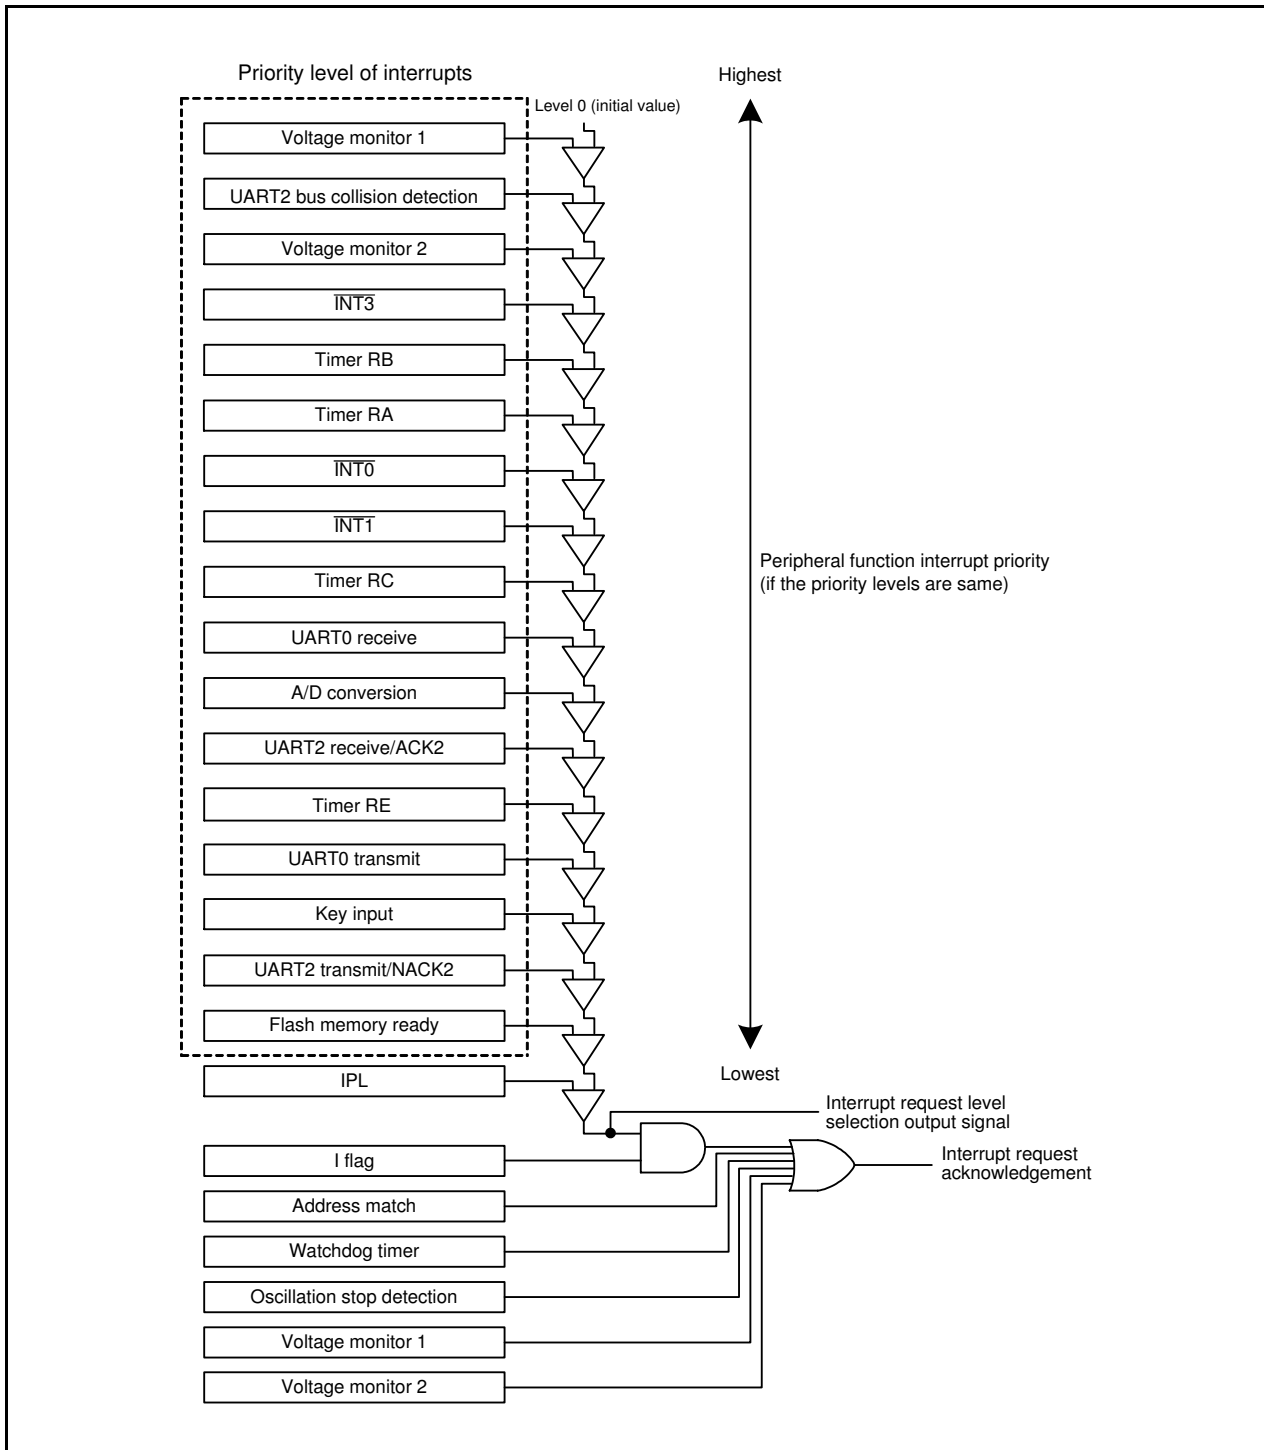 Priority level of interrupts
Highest
Level 0 (initial value)
Voltage monitor 1
UART2 bus collision detection
Voltage monitor 2
INT3
Timer RB
Timer RA
INT0
INT1
Peripheral function interrupt priority
(if the priority levels are same)
Timer RC
UART0 receive
A/D conversion
UART2 receive/ACK2
Timer RE
UART0 transmit
Key input
UART2 transmit/NACK2
Flash memory ready
Lowest
IPL
Interrupt request level
selection output signal
I flag
Interrupt request
acknowledgement
Address match
Watchdog timer
Oscillation stop detection
Voltage monitor 1
Voltage monitor 2